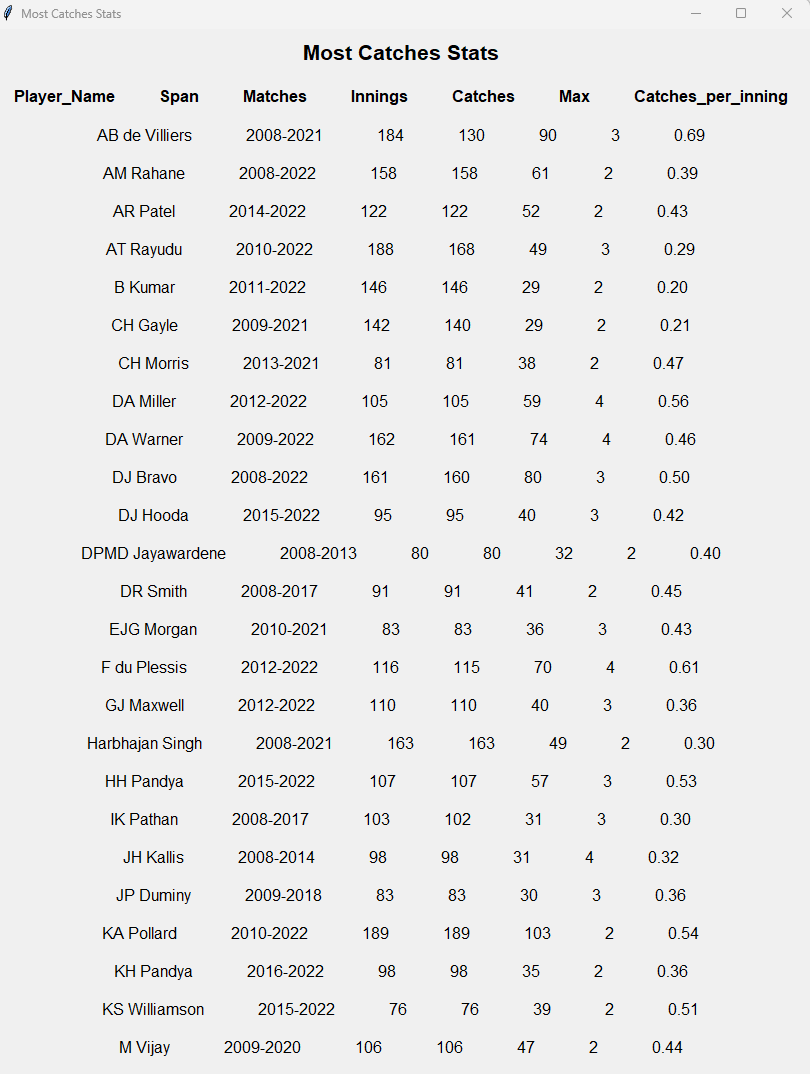 Most Catches Stats
Most Catches Stats
Player_Name Span Matches Innings Catches Max Catches_per_inning
AB de Villiers 2008-2021 184 130 90 3 0.69
AM Rahane 2008-2022 158 158 61 2 0.39
AR Patel 2014-2022 122 122 52 2 0.43
AT Rayudu 2010-2022 188 168 49 3 0.29
B Kumar 2011-2022 146 146 29 2 0.20
CH Gayle 2009-2021 142 140 29 2 0.21
CH Morris 2013-2021 81 81 38 2 0.47
DA Miller 2012-2022 105 105 59 4 0.56
DA Warner 2009-2022 162 161 74 4 0.46
DJ Bravo 2008-2022 161 160 80 3 0.50
DJ Hooda 2015-2022 95 95 40 3 0.42
DPMD Jayawardene 2008-2013 80 80 32 2 0.40
DR Smith 2008-2017 91 91 41 2 0.45
EJG Morgan 2010-2021 83 83 36 3 0.43
F du Plessis 2012-2022 116 115 70 4 0.61
GJ Maxwell 2012-2022 110 110 40 3 0.36
Harbhajan Singh 2008-2021 163 163 49 2 0.30
HH Pandya 2015-2022 107 107 57 3 0.53
IK Pathan 2008-2017 103 102 31 3 0.30
JH Kallis 2008-2014 98 98 31 4 0.32
JP Duminy 2009-2018 83 83 30 3 0.36
KA Pollard 2010-2022 189 189 103 2 0.54
KH Pandya 2016-2022 98 98 35 2 0.36
KS Williamson 2015-2022 76 76 39 2 0.51
M Vijay 2009-2020 106 106 47 2 0.44